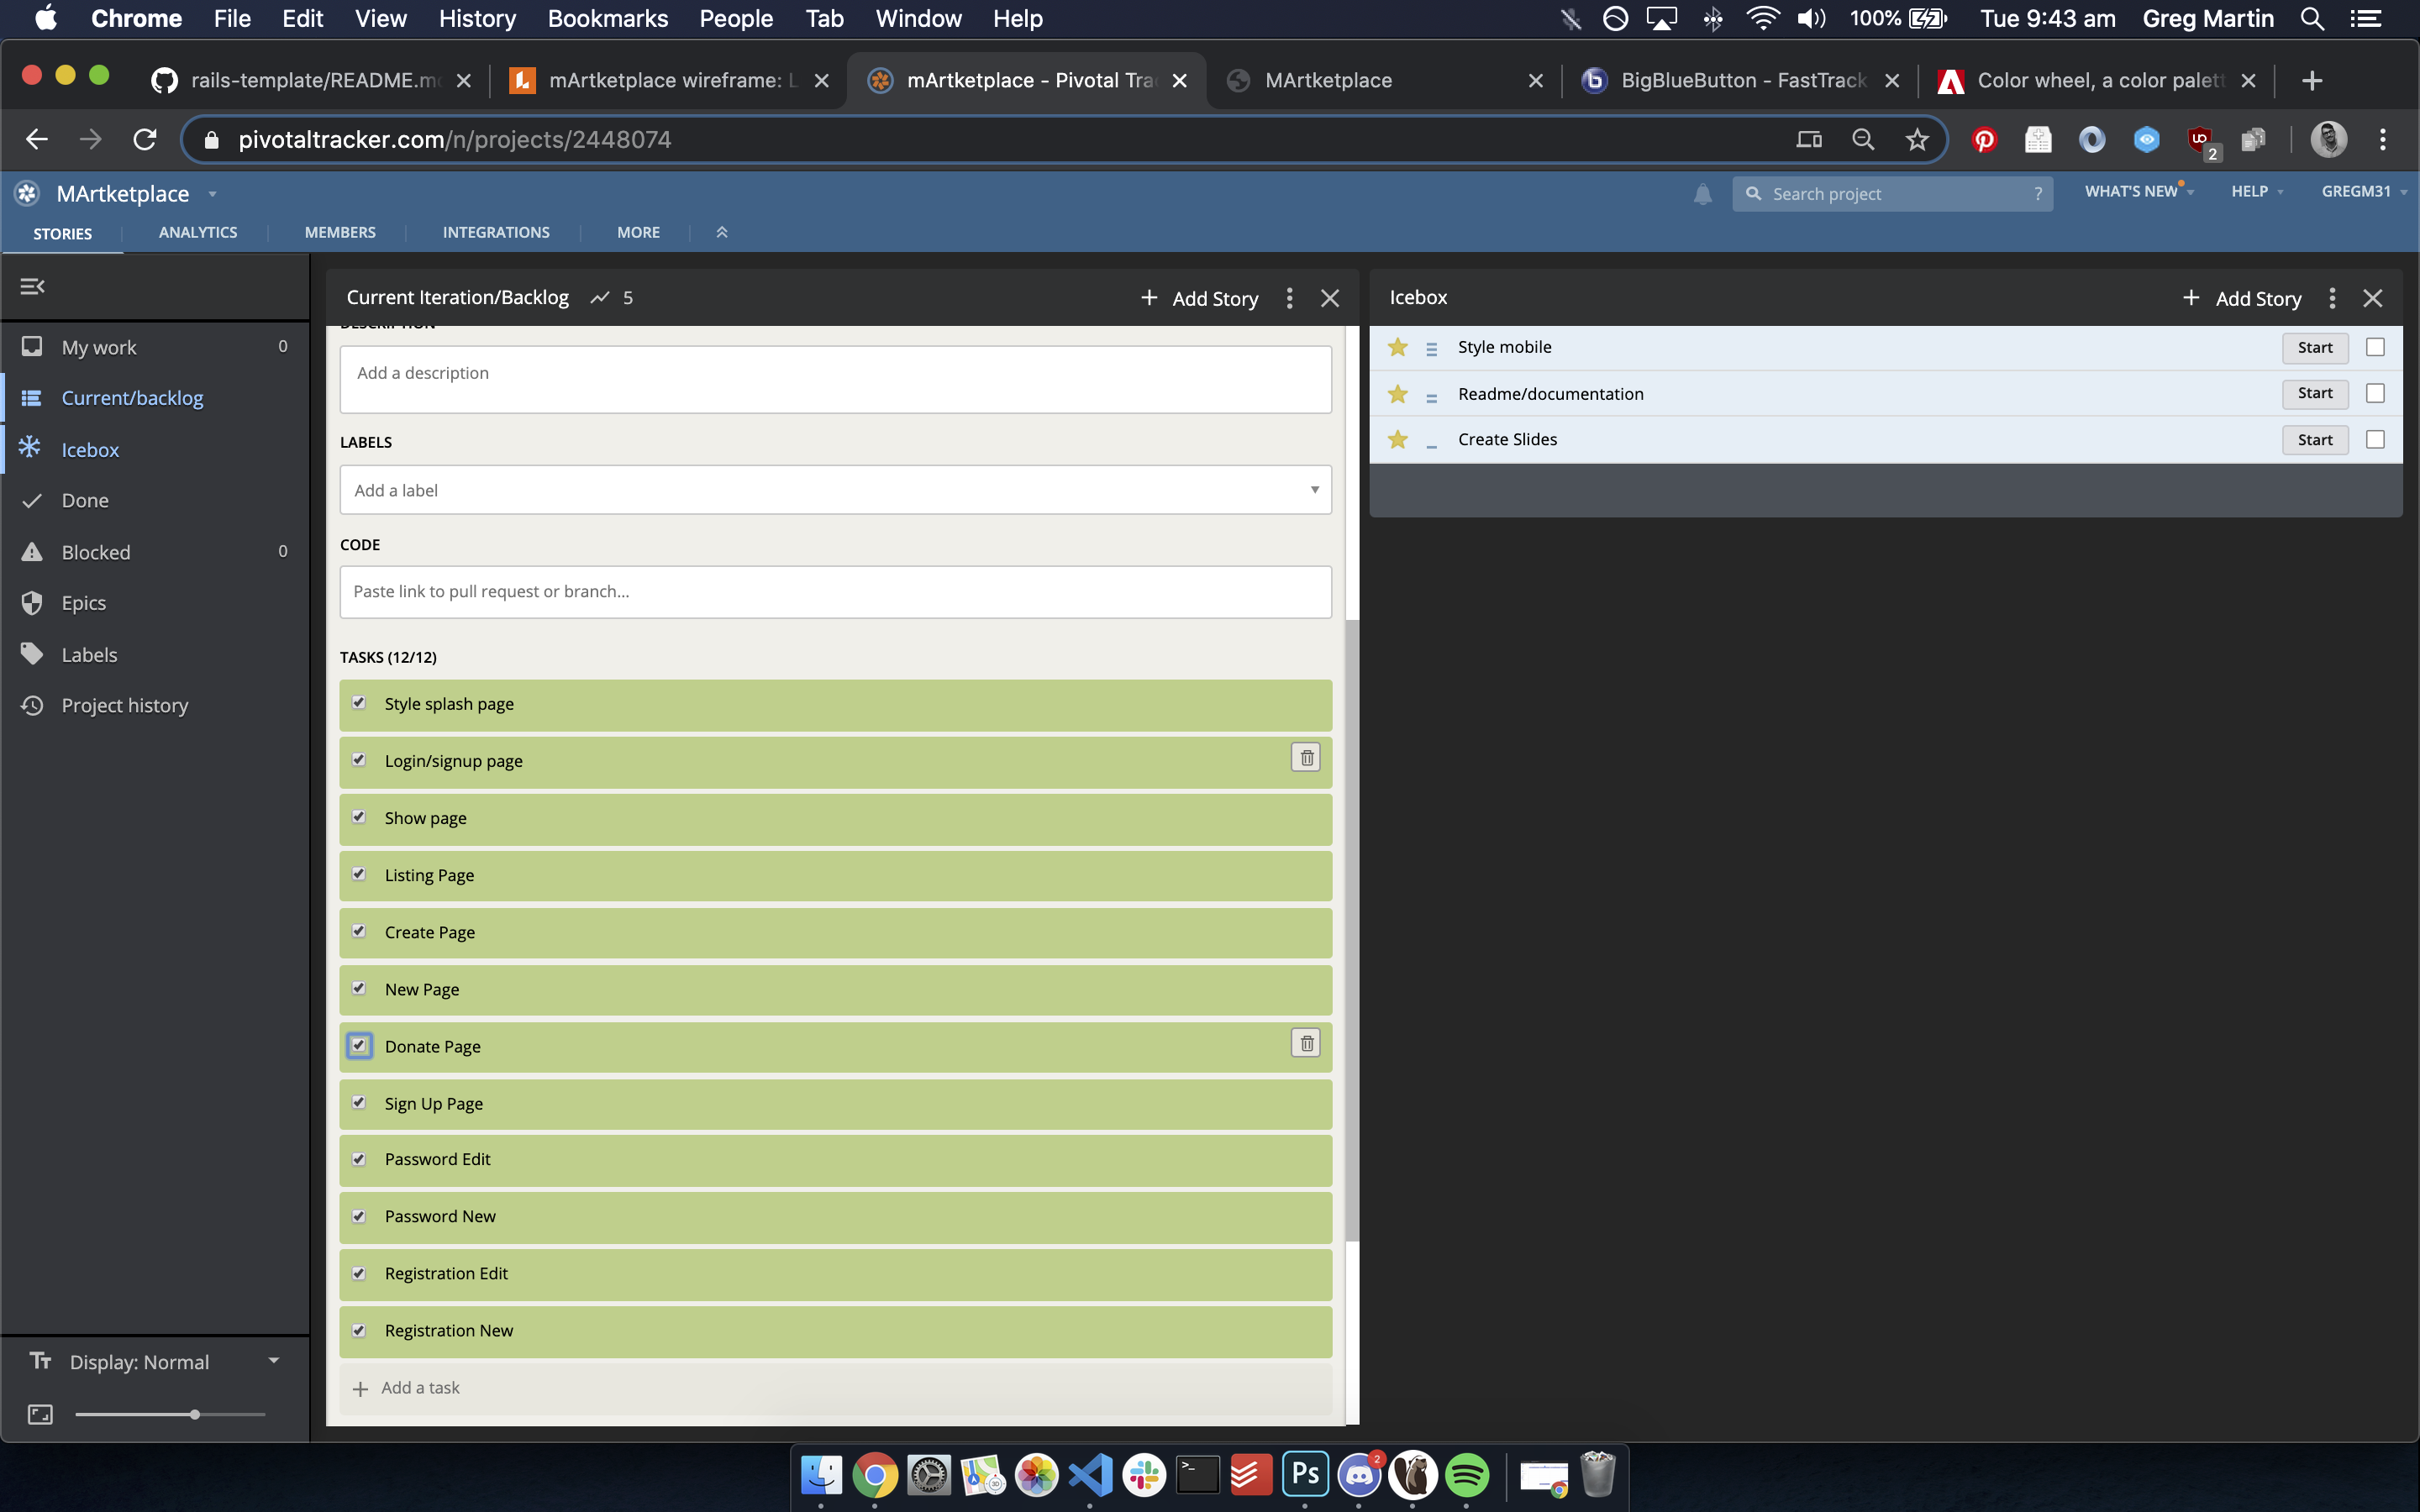 Chrome File Edit View History Bookmarks People Tab Window Help 100% Tue 9:43 am Greg Martin
rails-template/README.m
mArtketplace wireframe: L
mArtketplace - Pivotal Tra
MArtketplace
BigBlueButton - FastTrack
Color wheel, a color palett
pivotaltracker.com/n/projects/2448074
2
MArtketplace
Search project ?
WHAT'S NEW HELP GREGM31
STORIES ANALYTICS MEMBERS INTEGRATIONS MORE
My work 0
Current/backlog
Icebox
Done
Blocked 0
Epics
Labels
Project history
Display: Normal
Current Iteration/Backlog 5 + Add Story
DESCRIPTION
Add a description
LABELS
Add a label
CODE
Paste link to pull request or branch...
TASKS (12/12)
Style splash page
Login/signup page
Show page
Listing Page
Create Page
New Page
Donate Page
Sign Up Page
Password Edit
Password New
Registration Edit
Registration New
+ Add a task
Icebox + Add Story
Style mobile Start
Readme/documentation Start
Create Slides Start
Ps
2